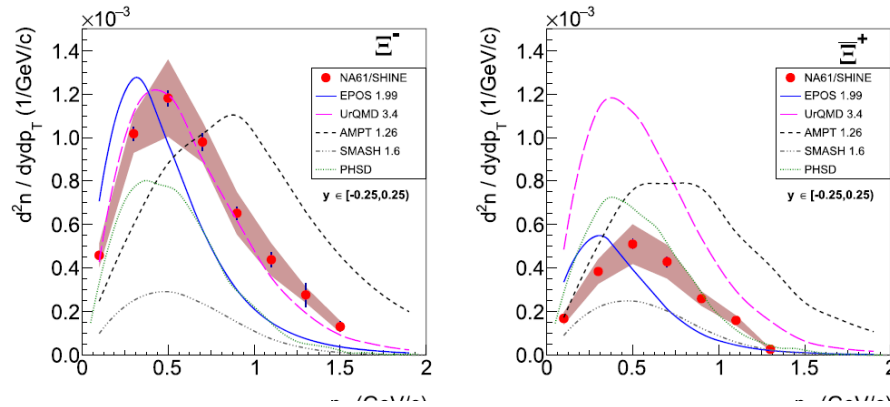 ×10⁻³
Ξ⁻
d²n / dydp_T (1/GeV/c)
1.4
1.2
1.0
0.8
0.6
0.4
0.2
0.0
0
0.5
1
1.5
2
NA61/SHINE
EPOS 1.99
UrQMD 3.4
AMPT 1.26
SMASH 1.6
PHSD
y ∈ [-0.25,0.25)
×10⁻³
Ξ̅⁺
d²n / dydp_T (1/GeV/c)
1.4
1.2
1.0
0.8
0.6
0.4
0.2
0.0
0
0.5
1
1.5
2
NA61/SHINE
EPOS 1.99
UrQMD 3.4
AMPT 1.26
SMASH 1.6
PHSD
y ∈ [-0.25,0.25)